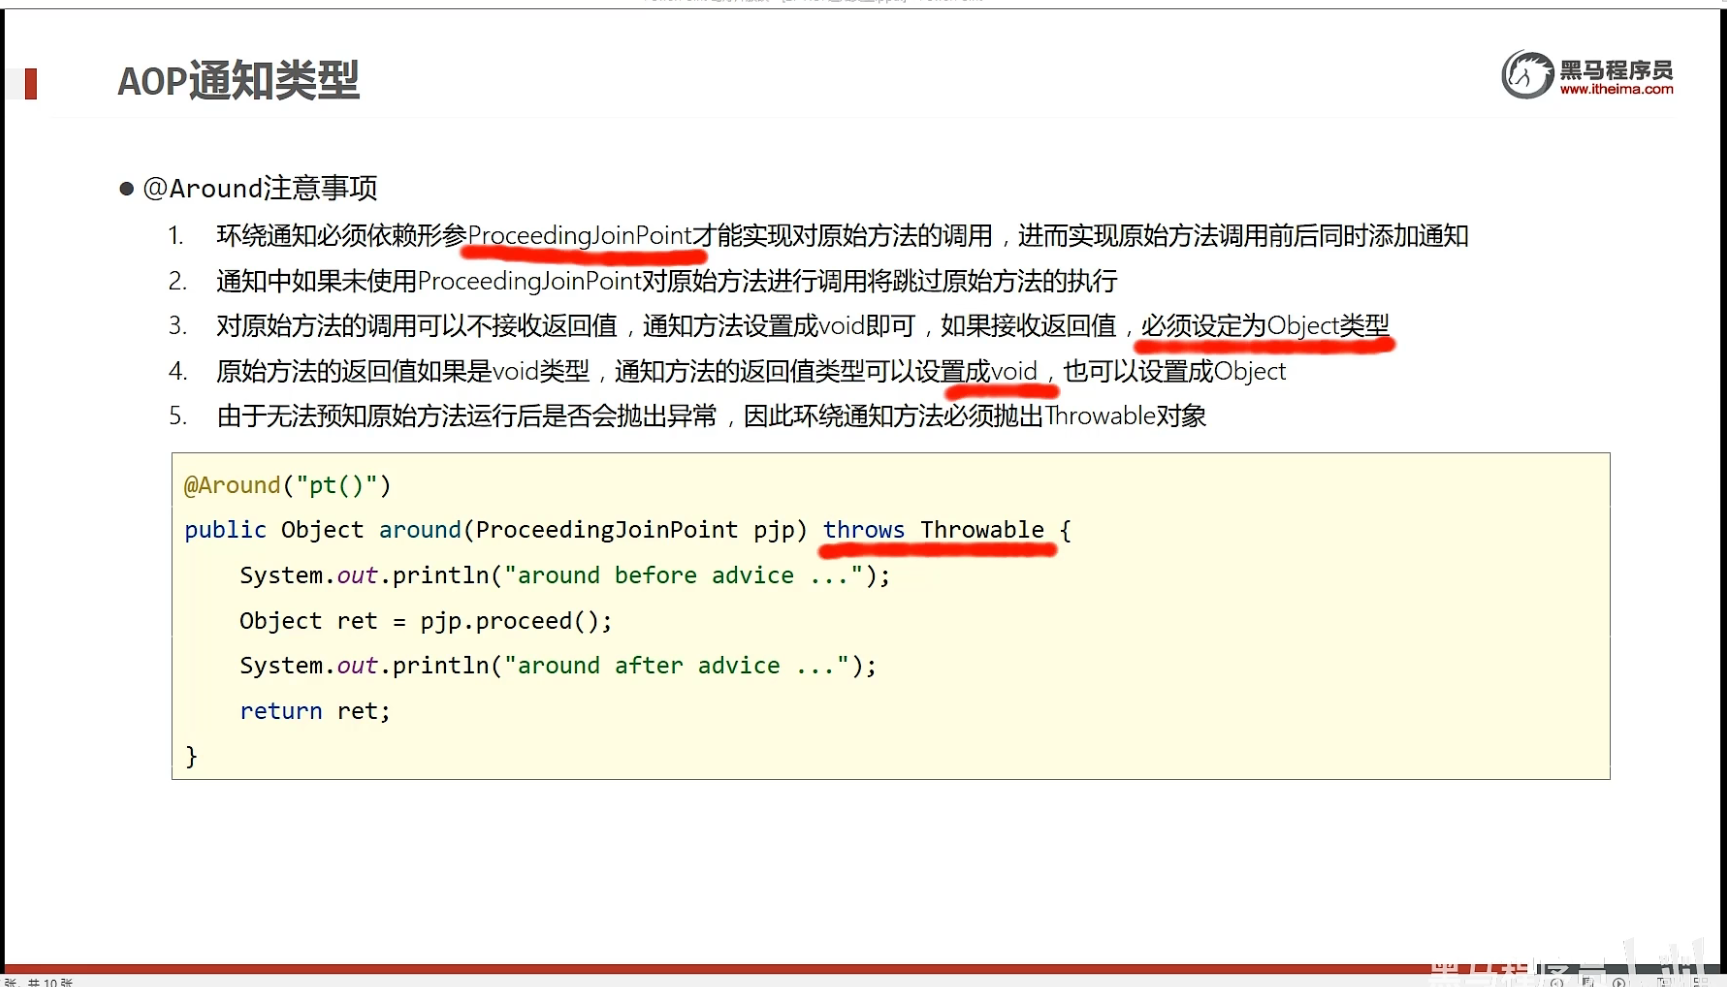 AOP通知类型
黑马程序员
www.itheima.com
● @Around注意事项
1. 环绕通知必须依赖形参ProceedingJoinPoint才能实现对原始方法的调用，进而实现原始方法调用前后同时添加通知
2. 通知中如果未使用ProceedingJoinPoint对原始方法进行调用将跳过原始方法的执行
3. 对原始方法的调用可以不接收返回值，通知方法设置成void即可，如果接收返回值，必须设定为Object类型
4. 原始方法的返回值如果是void类型，通知方法的返回值类型可以设置成void，也可以设置成Object
5. 由于无法预知原始方法运行后是否会抛出异常，因此环绕通知方法必须抛出Throwable对象
@Around("pt()")
public Object around(ProceedingJoinPoint pjp) throws Throwable {
System.out.println("around before advice ...");
Object ret = pjp.proceed();
System.out.println("around after advice ...");
return ret;
}
张，共 10 张
黑马程序员